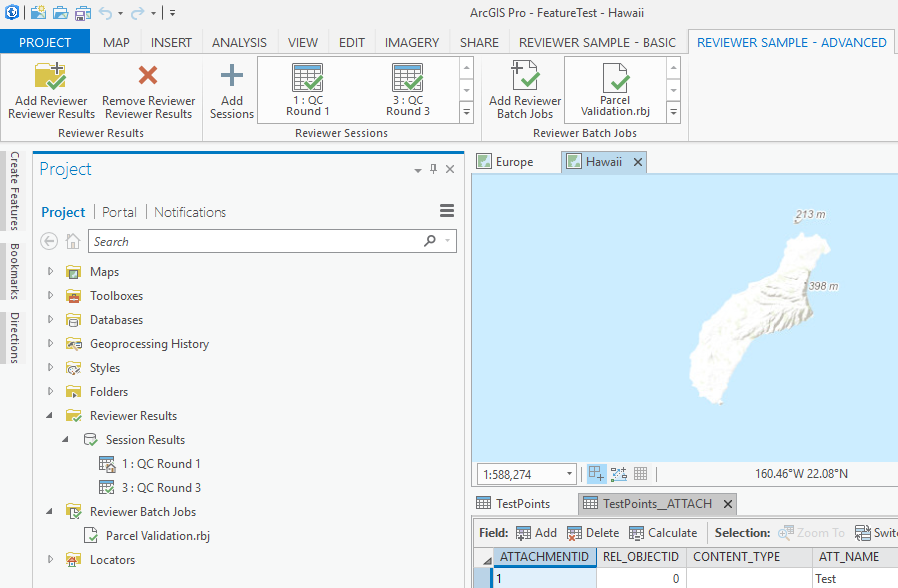 ArcGIS Pro - FeatureTest - Hawaii
PROJECT MAP INSERT ANALYSIS VIEW EDIT IMAGERY SHARE REVIEWER SAMPLE - BASIC REVIEWER SAMPLE - ADVANCED
Add Reviewer Remove Reviewer Add 1 : QC 3 : QC Add Reviewer Parcel
Reviewer Results Reviewer Results Sessions Round 1 Round 3 Batch Jobs Validation.rbj
Reviewer Results Reviewer Sessions Reviewer Batch Jobs
Create Features
Bookmarks
Directions
Project
Project Portal Notifications
Search
Maps
Toolboxes
Databases
Geoprocessing History
Styles
Folders
Reviewer Results
Session Results
1 : QC Round 1
3 : QC Round 3
Reviewer Batch Jobs
Parcel Validation.rbj
Locators
Europe Hawaii
213 m
398 m
1:588,274 160.46°W 22.08°N
TestPoints TestPoints__ATTACH
Field: Add Delete Calculate Selection: Zoom To Switc
ATTACHMENTID REL_OBJECTID CONTENT_TYPE ATT_NAME
1 0 Test